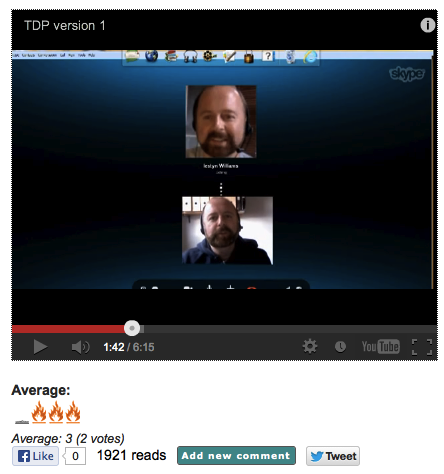 TDP version 1
skype
Iestyn Williams
1:42 / 6:15
YouTube
Average:
Average: 3 (2 votes)
Like 0 1921 reads Add new comment Tweet